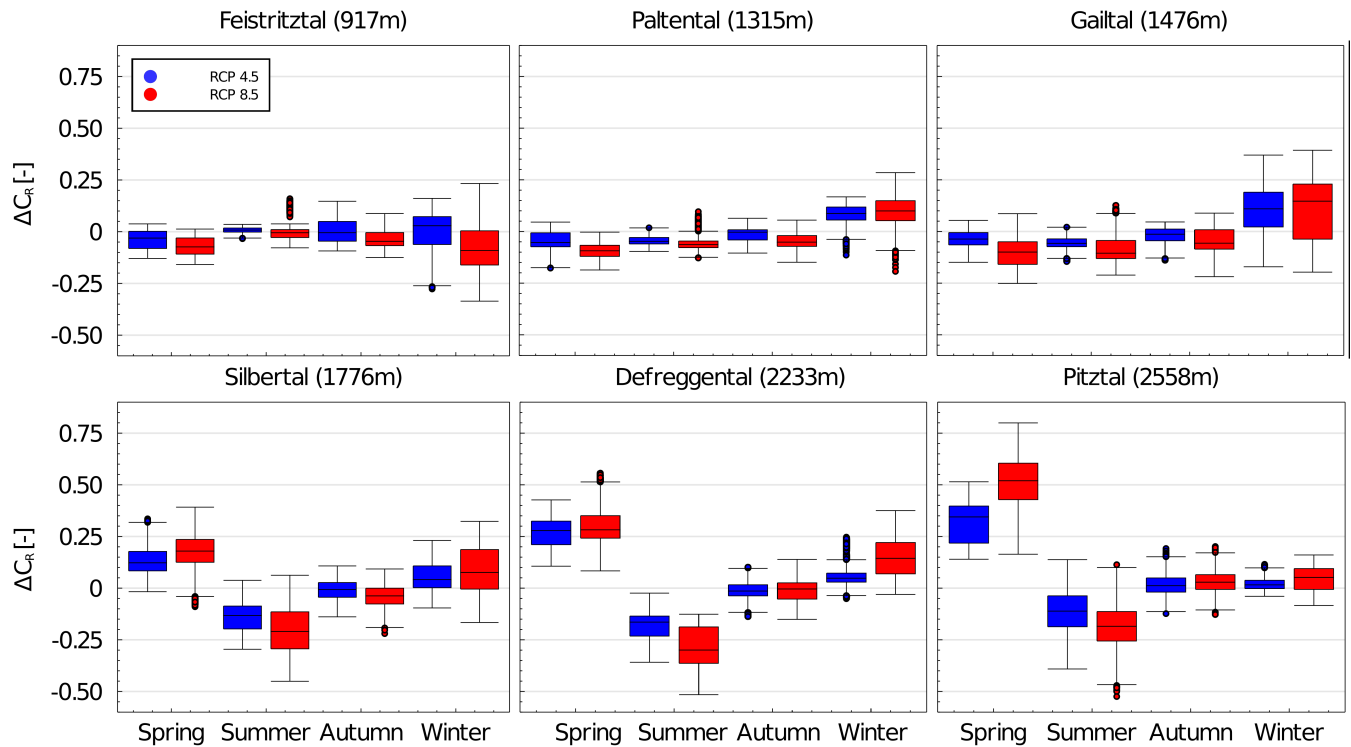 Feistritztal (917m)
Paltental (1315m)
Gailtal (1476m)
ΔCR [-]
0.75
0.50
0.25
0
-0.25
-0.50
RCP 4.5
RCP 8.5
Silbertal (1776m)
Defreggental (2233m)
Pitztal (2558m)
ΔCR [-]
0.75
0.50
0.25
0
-0.25
-0.50
Spring Summer Autumn Winter
Spring Summer Autumn Winter
Spring Summer Autumn Winter